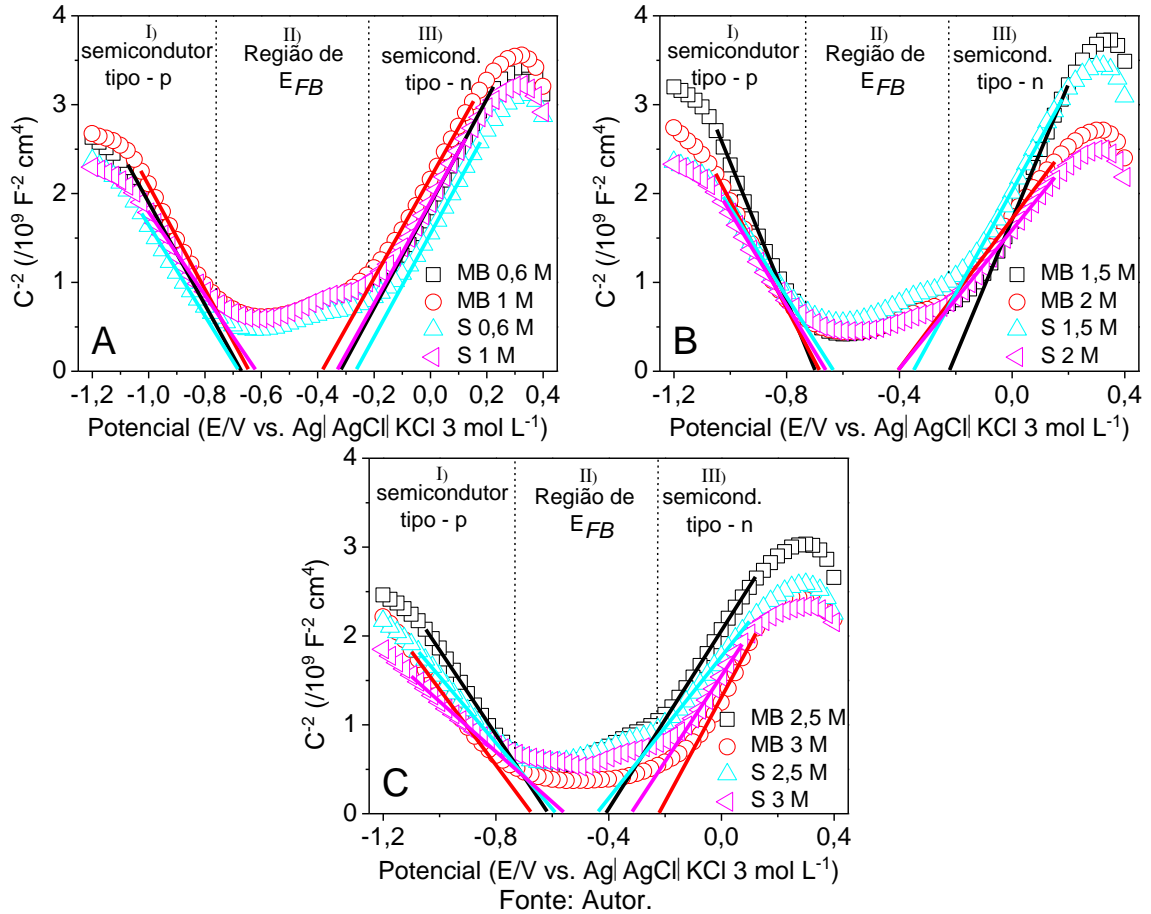 I)
semicondutor
tipo - p
II)
Região de
E_FB
III)
semicond.
tipo - n
4
3
2
1
0
C⁻² (/10⁹ F⁻² cm⁴)
A
MB 0,6 M
MB 1 M
S 0,6 M
S 1 M
-1,2 -1,0 -0,8 -0,6 -0,4 -0,2 0,0 0,2 0,4
Potencial (E/V vs. Ag| AgCl| KCl 3 mol L⁻¹)
I)
semicondutor
tipo - p
II)
Região de
E_FB
III)
semicond.
tipo - n
4
3
2
1
0
C⁻² (/10⁹ F⁻² cm⁴)
B
MB 1,5 M
MB 2 M
S 1,5 M
S 2 M
-1,2 -0,8 -0,4 0,0 0,4
Potencial (E/V vs. Ag| AgCl| KCl 3 mol L⁻¹)
I)
semicondutor
tipo - p
II)
Região de
E_FB
III)
semicond.
tipo - n
4
3
2
1
0
C⁻² (/10⁹ F⁻² cm⁴)
C
MB 2,5 M
MB 3 M
S 2,5 M
S 3 M
-1,2 -0,8 -0,4 0,0 0,4
Potencial (E/V vs. Ag| AgCl| KCl 3 mol L⁻¹)
Fonte: Autor.